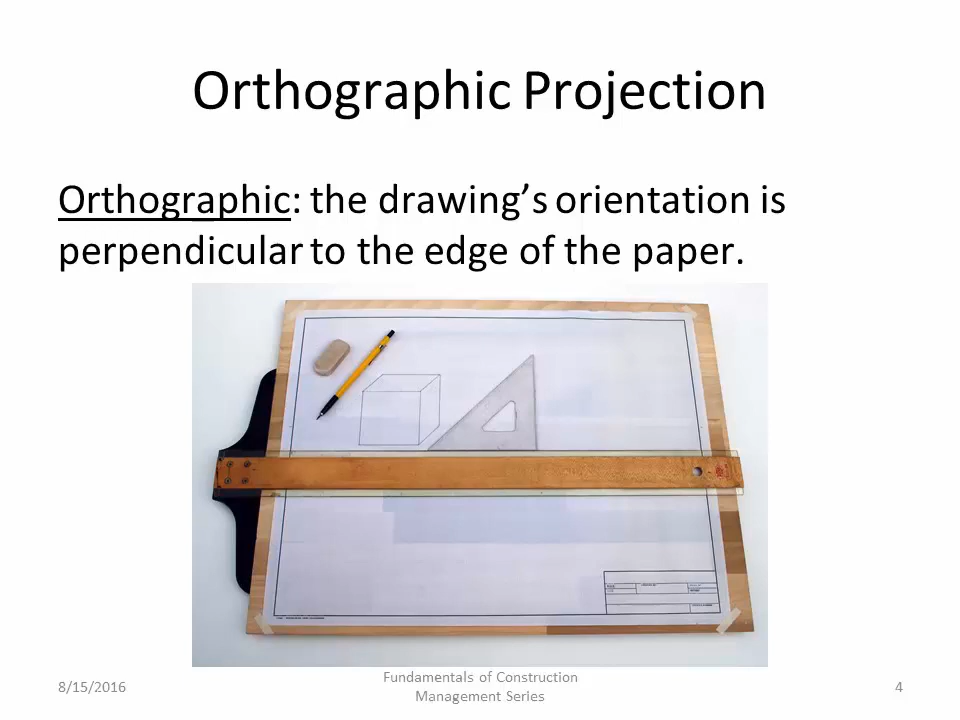 Orthographic Projection
Orthographic: the drawing’s orientation is
perpendicular to the edge of the paper.
8/15/2016
Fundamentals of Construction
Management Series
4